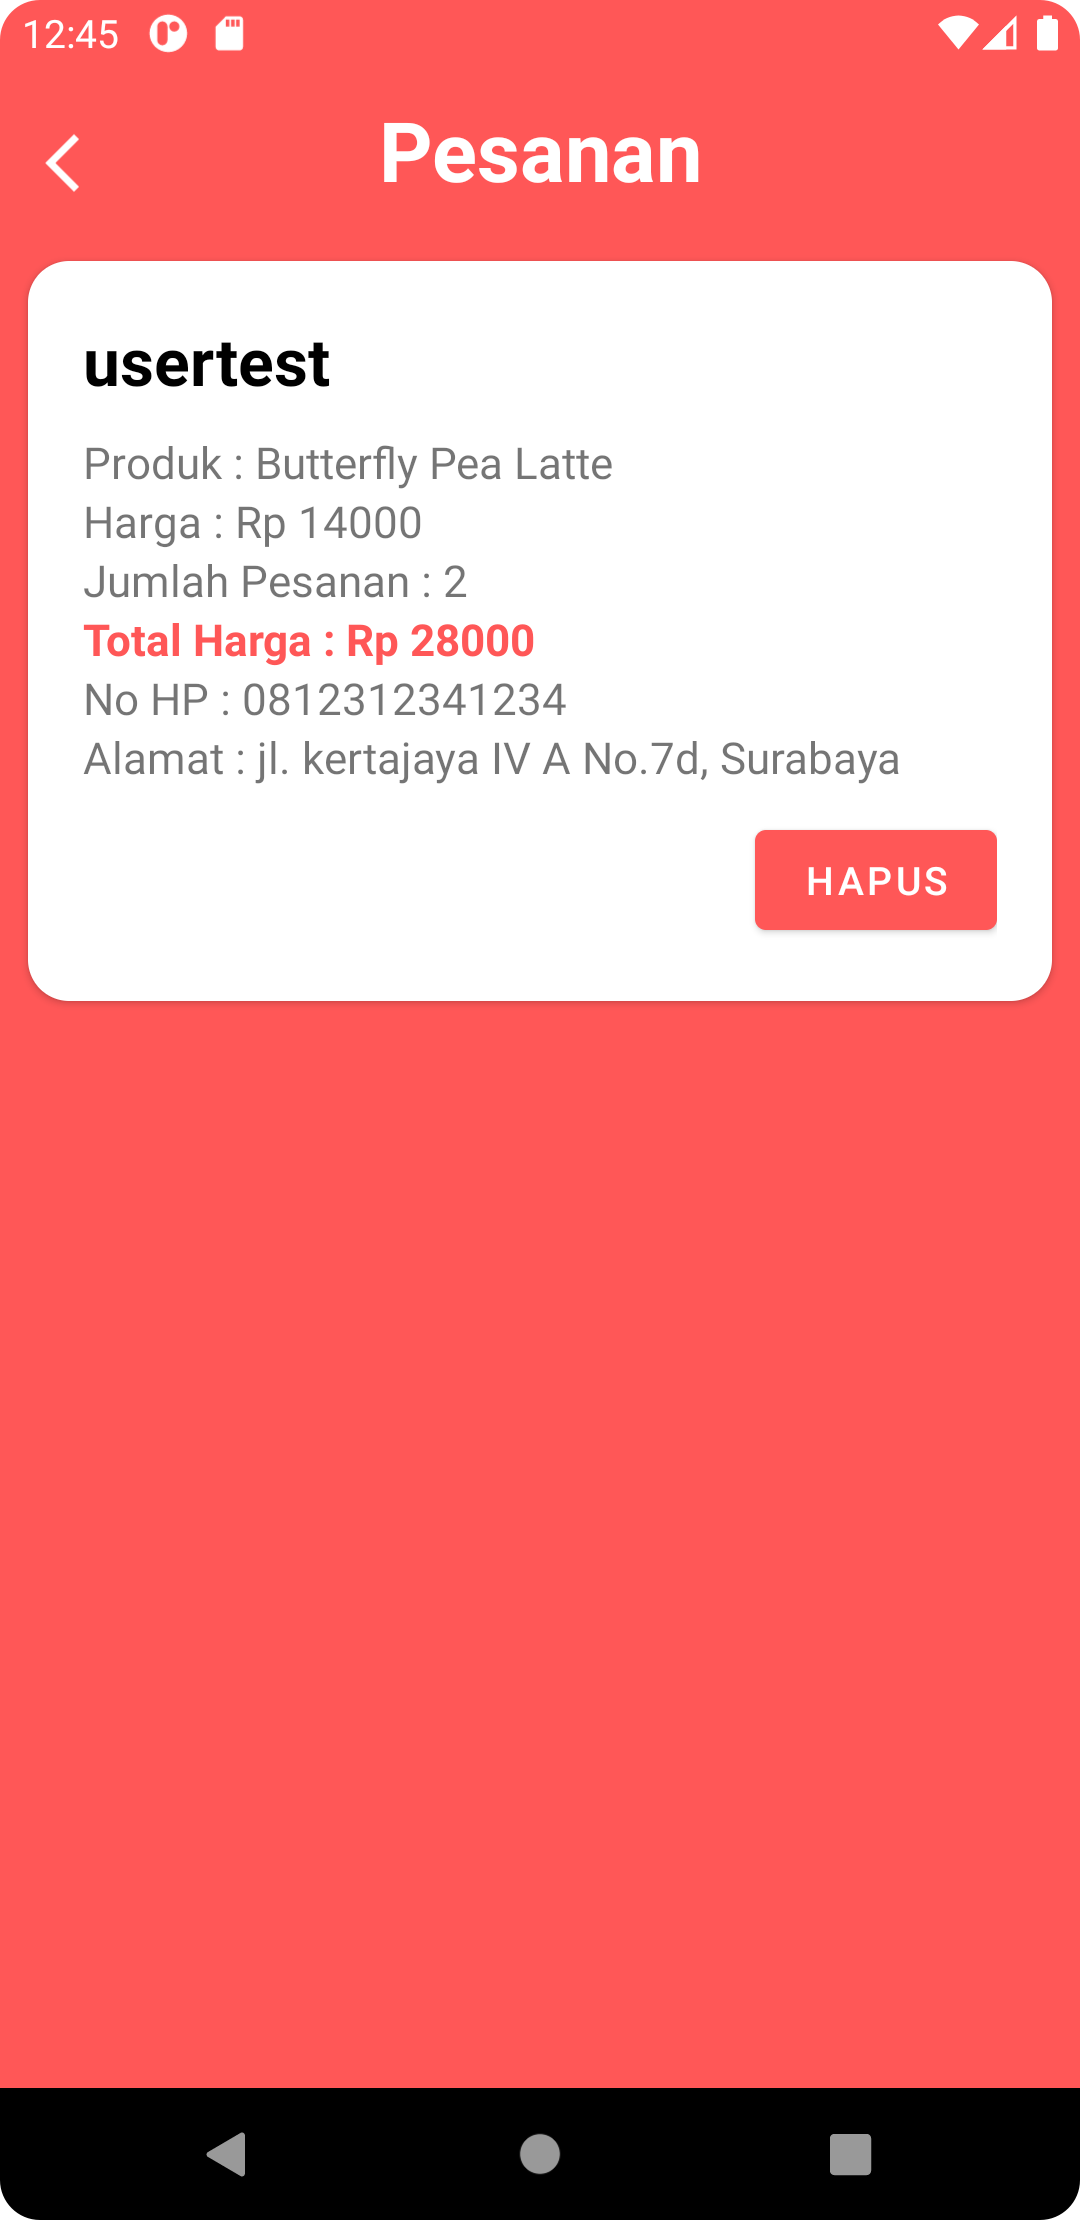 12:45
Pesanan
usertest
Produk : Butterfly Pea Latte
Harga : Rp 14000
Jumlah Pesanan : 2
Total Harga : Rp 28000
No HP : 0812312341234
Alamat : jl. kertajaya IV A No.7d, Surabaya
HAPUS